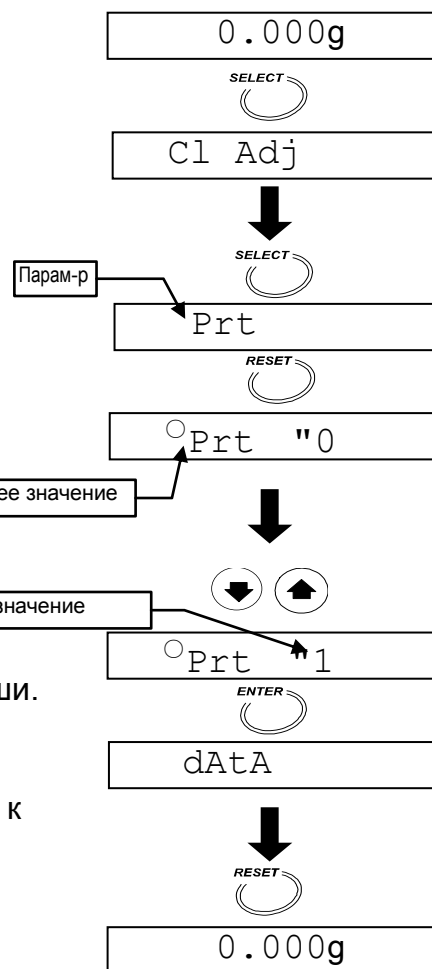 0.000g
SELECT
Cl Adj
SELECT
Парам-р
Prt
RESET
Prt "0
ее значение
значение
Prt "1
ши.
ENTER
dAtA
к
RESET
0.000g